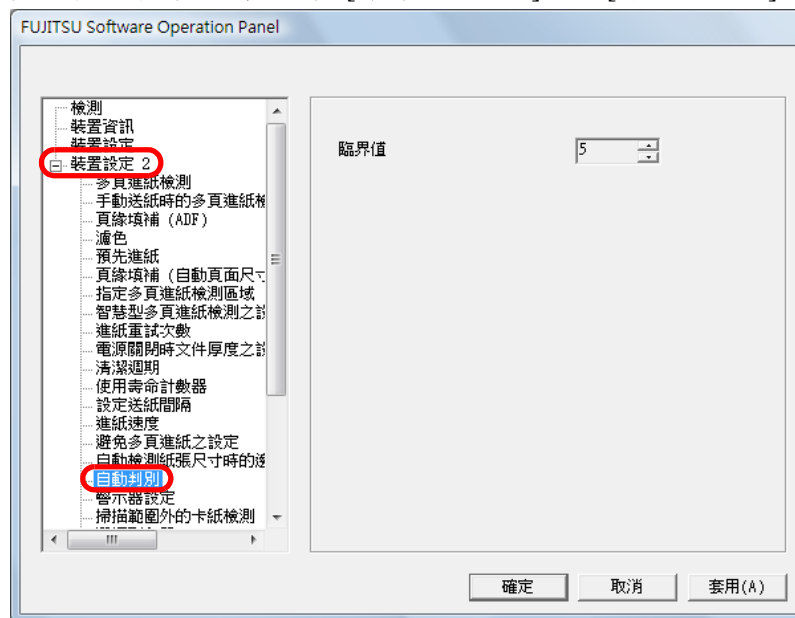 FUJITSU Software Operation Panel
檢測
裝置資訊
裝置設定
裝置設定 2
多頁進紙檢測
手動送紙時的多頁進紙檢
頁緣填補 (ADF)
濾色
預先進紙
頁緣填補 (自動頁面尺寸
指定多頁進紙檢測區域
智慧型多頁進紙檢測之設
進紙重試次數
電源關閉時文件厚度之設
清潔週期
使用壽命計數器
設定送紙間隔
進紙速度
避免多頁進紙之設定
自動檢測紙張尺寸時的邊
自動判別
警示器設定
掃描範圍外的卡紙檢測
臨界值
5
確定
取消
套用(A)